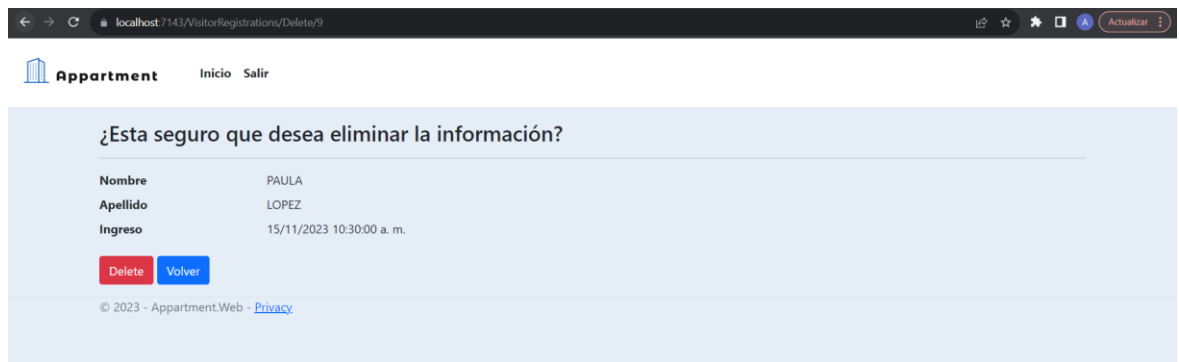 localhost:7143/VisitorRegistrations/Delete/9
A
Actualizar
Appartment
Inicio Salir
¿Esta seguro que desea eliminar la información?
Nombre PAULA
Apellido LOPEZ
Ingreso 15/11/2023 10:30:00 a. m.
Delete Volver
© 2023 - Appartment.Web - Privacy